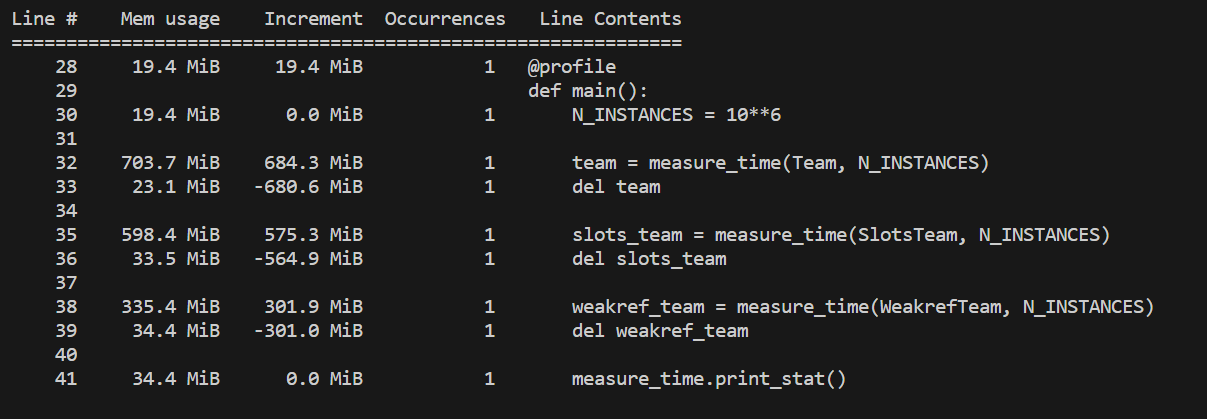 Line #    Mem usage    Increment  Occurrences   Line Contents
=============================================================
    28     19.4 MiB     19.4 MiB           1   @profile
    29                                         def main():
    30     19.4 MiB      0.0 MiB           1       N_INSTANCES = 10**6
    31
    32    703.7 MiB    684.3 MiB           1       team = measure_time(Team, N_INSTANCES)
    33     23.1 MiB   -680.6 MiB           1       del team
    34
    35    598.4 MiB    575.3 MiB           1       slots_team = measure_time(SlotsTeam, N_INSTANCES)
    36     33.5 MiB   -564.9 MiB           1       del slots_team
    37
    38    335.4 MiB    301.9 MiB           1       weakref_team = measure_time(WeakrefTeam, N_INSTANCES)
    39     34.4 MiB   -301.0 MiB           1       del weakref_team
    40
    41     34.4 MiB      0.0 MiB           1       measure_time.print_stat()